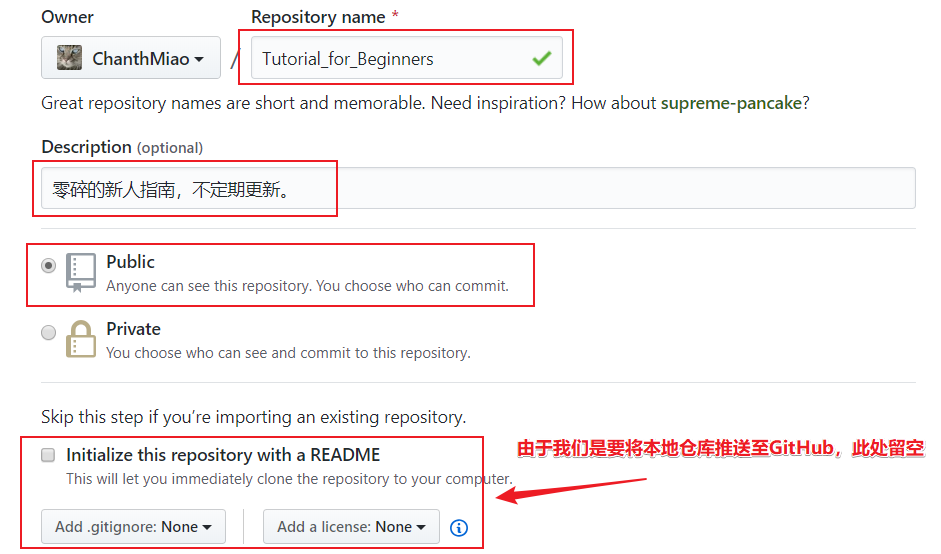 Owner
Repository name *
ChanthMiao
/
Tutorial_for_Beginners
Great repository names are short and memorable. Need inspiration? How about supreme-pancake?
Description (optional)
零碎的新人指南，不定期更新。
Public
Anyone can see this repository. You choose who can commit.
Private
You choose who can see and commit to this repository.
Skip this step if you’re importing an existing repository.
Initialize this repository with a README
由于我们是要将本地仓库推送至GitHub，此处留空
This will let you immediately clone the repository to your computer.
Add .gitignore: None
Add a license: None